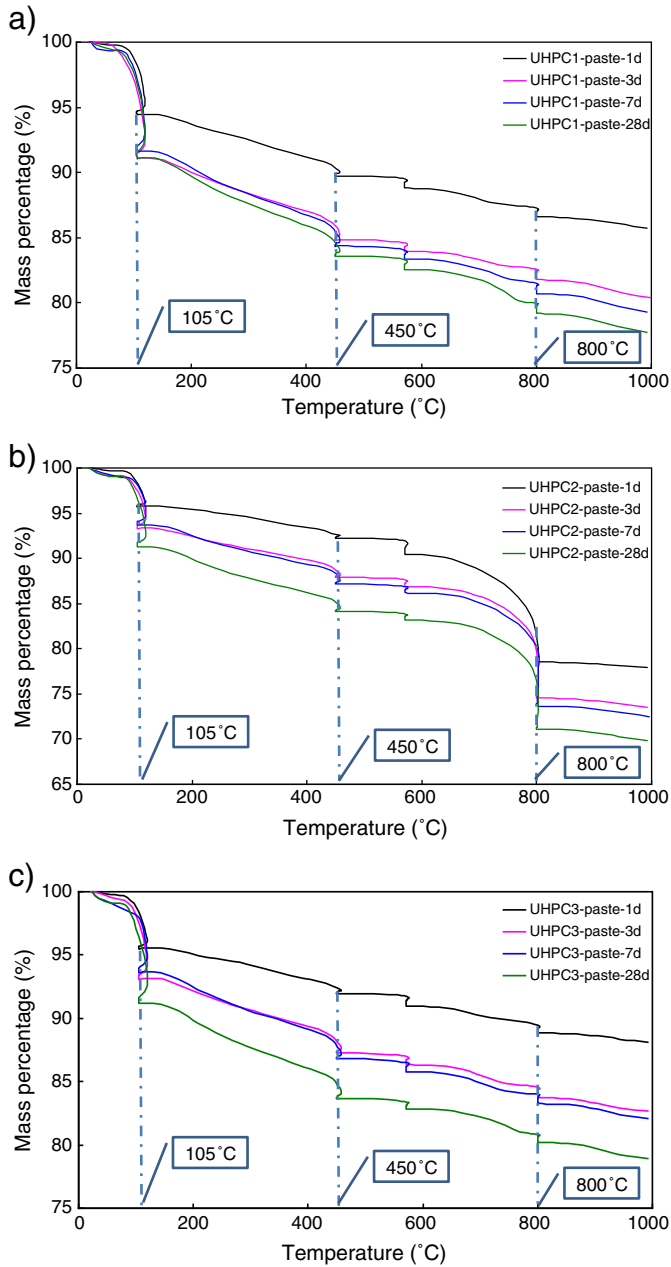 a)
100
95
90
85
80
75
Mass percentage (%)
UHPC1-paste-1d
UHPC1-paste-3d
UHPC1-paste-7d
UHPC1-paste-28d
105˚C
450˚C
800˚C
0 200 400 600 800 1000
Temperature (˚C)
b)
100
95
90
85
80
75
70
65
Mass percentage (%)
UHPC2-paste-1d
UHPC2-paste-3d
UHPC2-paste-7d
UHPC2-paste-28d
105˚C
450˚C
800˚C
0 200 400 600 800 1000
Temperature (˚C)
c)
100
95
90
85
80
75
Mass percentage (%)
UHPC3-paste-1d
UHPC3-paste-3d
UHPC3-paste-7d
UHPC3-paste-28d
105˚C
450˚C
800˚C
0 200 400 600 800 1000
Temperature (˚C)